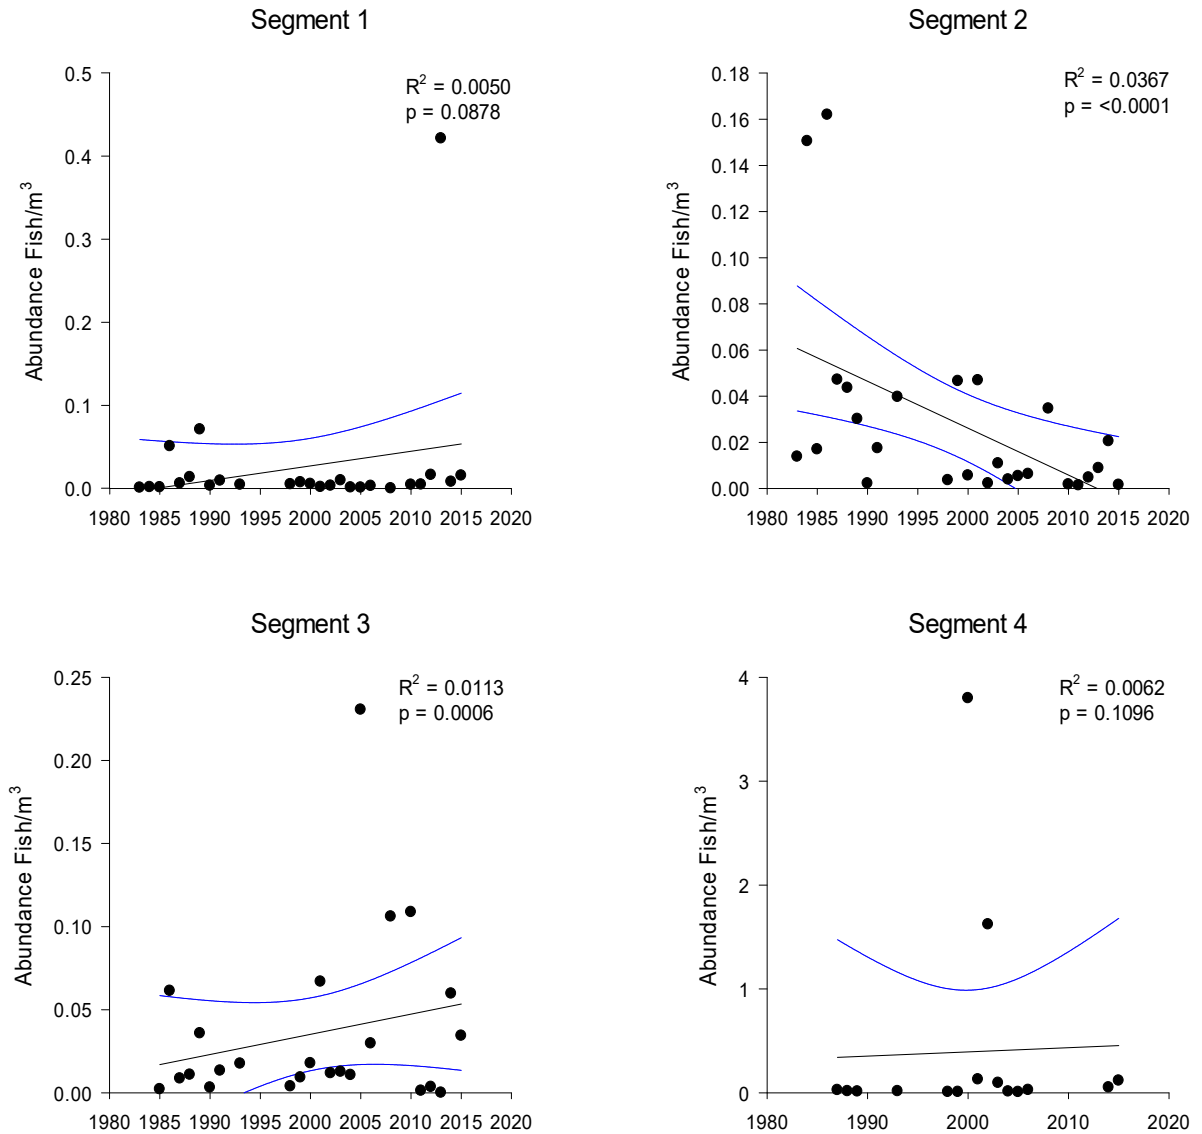 Segment 1
R² = 0.0050
p = 0.0878
Abundance Fish/m³
0.5
0.4
0.3
0.2
0.1
0.0
1980 1985 1990 1995 2000 2005 2010 2015 2020
Segment 2
R² = 0.0367
p = <0.0001
Abundance Fish/m³
0.18
0.16
0.14
0.12
0.10
0.08
0.06
0.04
0.02
0.00
1980 1985 1990 1995 2000 2005 2010 2015 2020
Segment 3
R² = 0.0113
p = 0.0006
Abundance Fish/m³
0.25
0.20
0.15
0.10
0.05
0.00
1980 1985 1990 1995 2000 2005 2010 2015 2020
Segment 4
R² = 0.0062
p = 0.1096
Abundance Fish/m³
4
3
2
1
0
1980 1990 2000 2010 2020